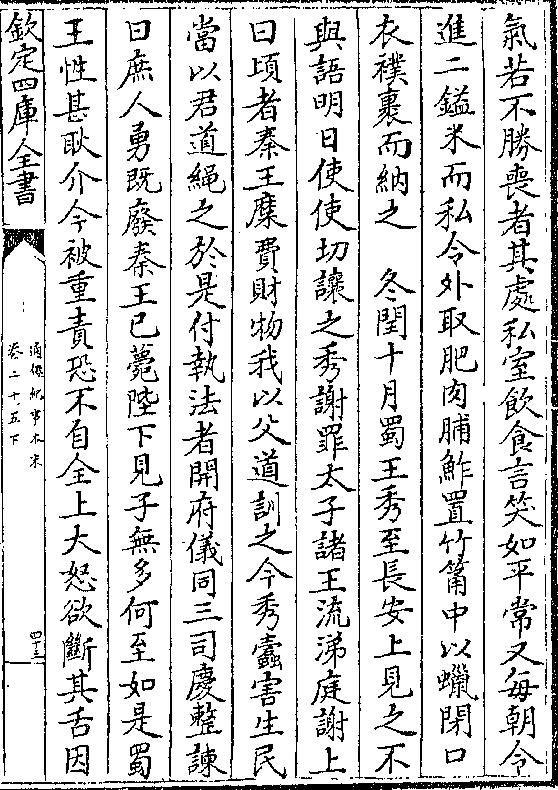 氣若不勝喪者其處私室飲食言笑如平常又每朝令
進二鎰米而私令外取肥肉脯鮓置竹筩中以蠟閉口
衣襆裹而納之　冬閏十月蜀王秀至長安上見之不
與語明日使使切讓之秀謝罪太子諸王流涕庭謝上
曰頃者秦王糜費財物我以父道訓之今秀蠧害生民
當以君道繩之於是付執法者開府儀同三司慶整諫
曰庶人勇既廢秦王已薨陛下見子無多何至如是蜀
王性甚耿介今被重責恐不自全上大怒欲斷其舌因
欽定四庫全書
通鑑紀事本末
卷二十五下